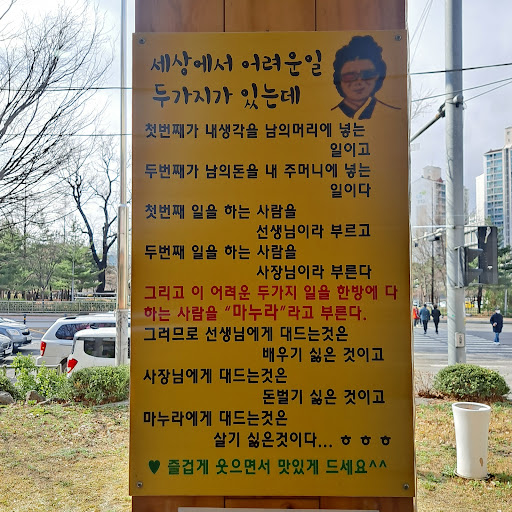 세상에서 어려운일
두가지가 있는데
첫번째가 내생각을 남의머리에 넣는
일이고
두번째가 남의돈을 내 주머니에 넣는
일이다
첫번째 일을 하는 사람을
선생님이라 부르고
두번째 일을 하는 사람을
사장님이라 부른다
그리고 이 어려운 두가지 일을 한방에 다
하는 사람을 "마누라"라고 부른다.
그러므로 선생님에게 대드는것은
배우기 싫은 것이고
사장님에게 대드는것은
돈벌기 싫은 것이고
마누라에게 대드는것은
살기 싫은것이다... ㅎ ㅎ ㅎ
♥ 즐겁게 웃으면서 맛있게 드세요^^